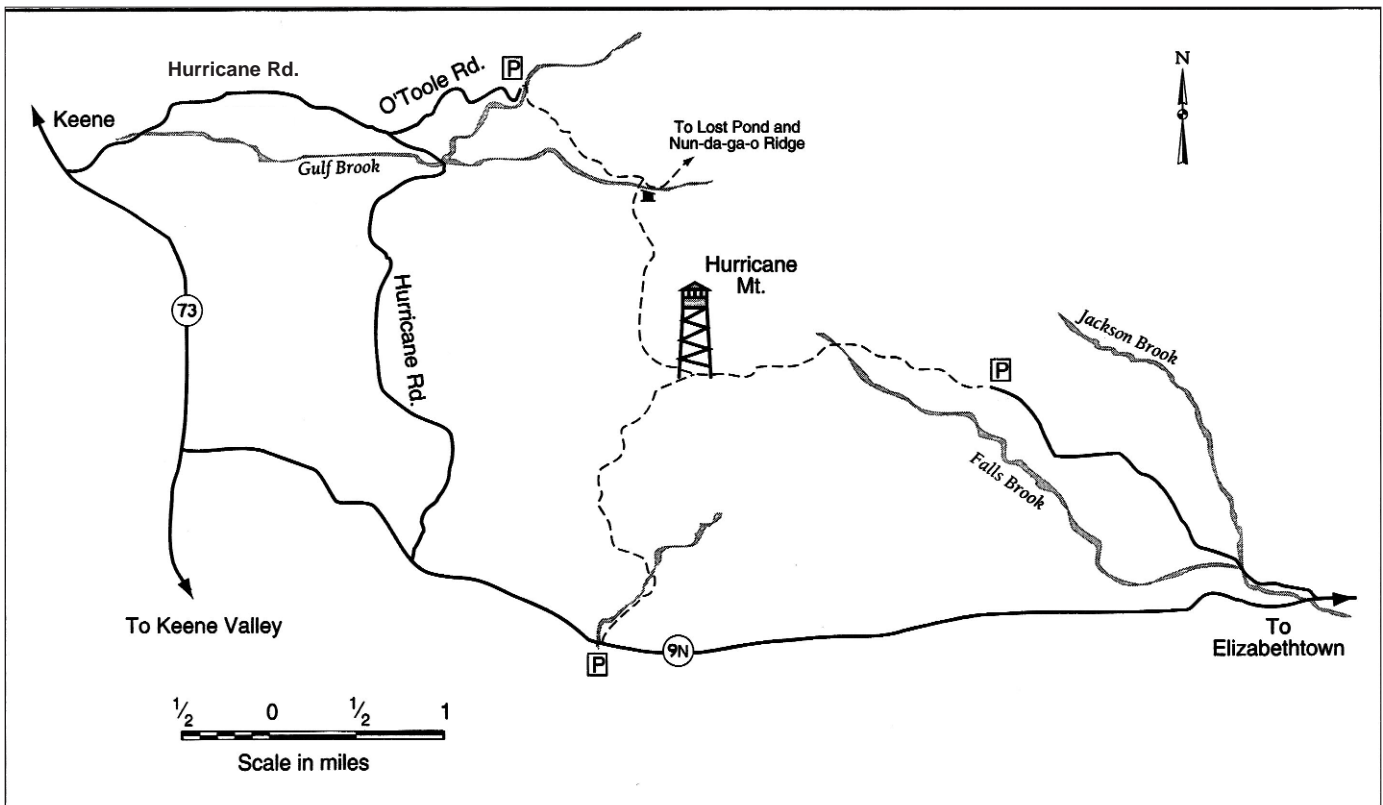 Hurricane Rd.
O'Toole Rd.
P
N
Keene
To Lost Pond and
Nun-da-ga-o Ridge
Gulf Brook
Hurricane
Mt.
73
Hurricane Rd.
Jackson Brook
P
Falls Brook
To Keene Valley
9N
P
To
Elizabethtown
1/2 0 1/2 1
Scale in miles